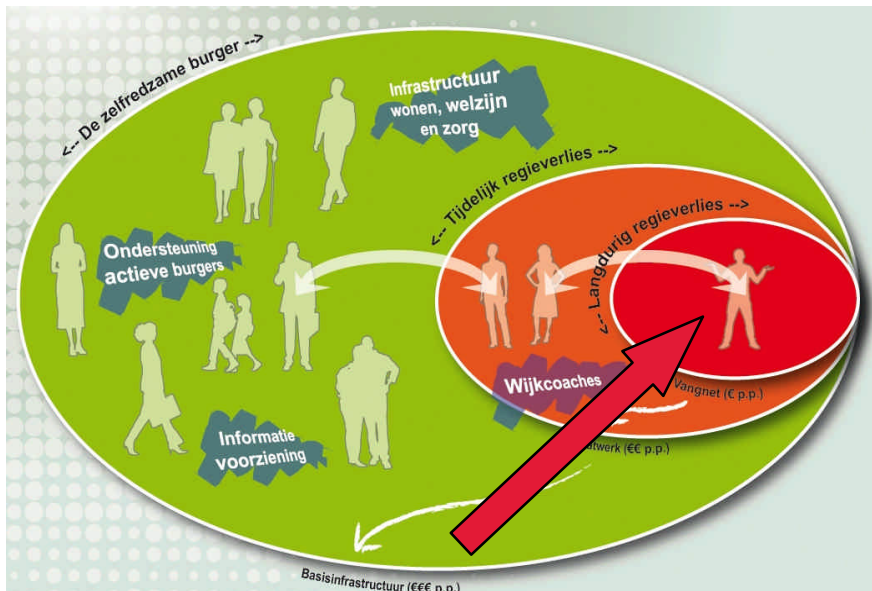 <-- De zelfredzame burger -->
Infrastructuur
wonen, welzijn
en zorg
<-- Tijdelijk regieverlies -->
<-- Langdurig regieverlies -->
Ondersteuning
actieve burgers
Wijkcoaches
Vangnet (€ p.p.)
Informatie
voorziening
atwerk (€€ p.p.)
Basisinfrastructuur (€€€ p.p.)